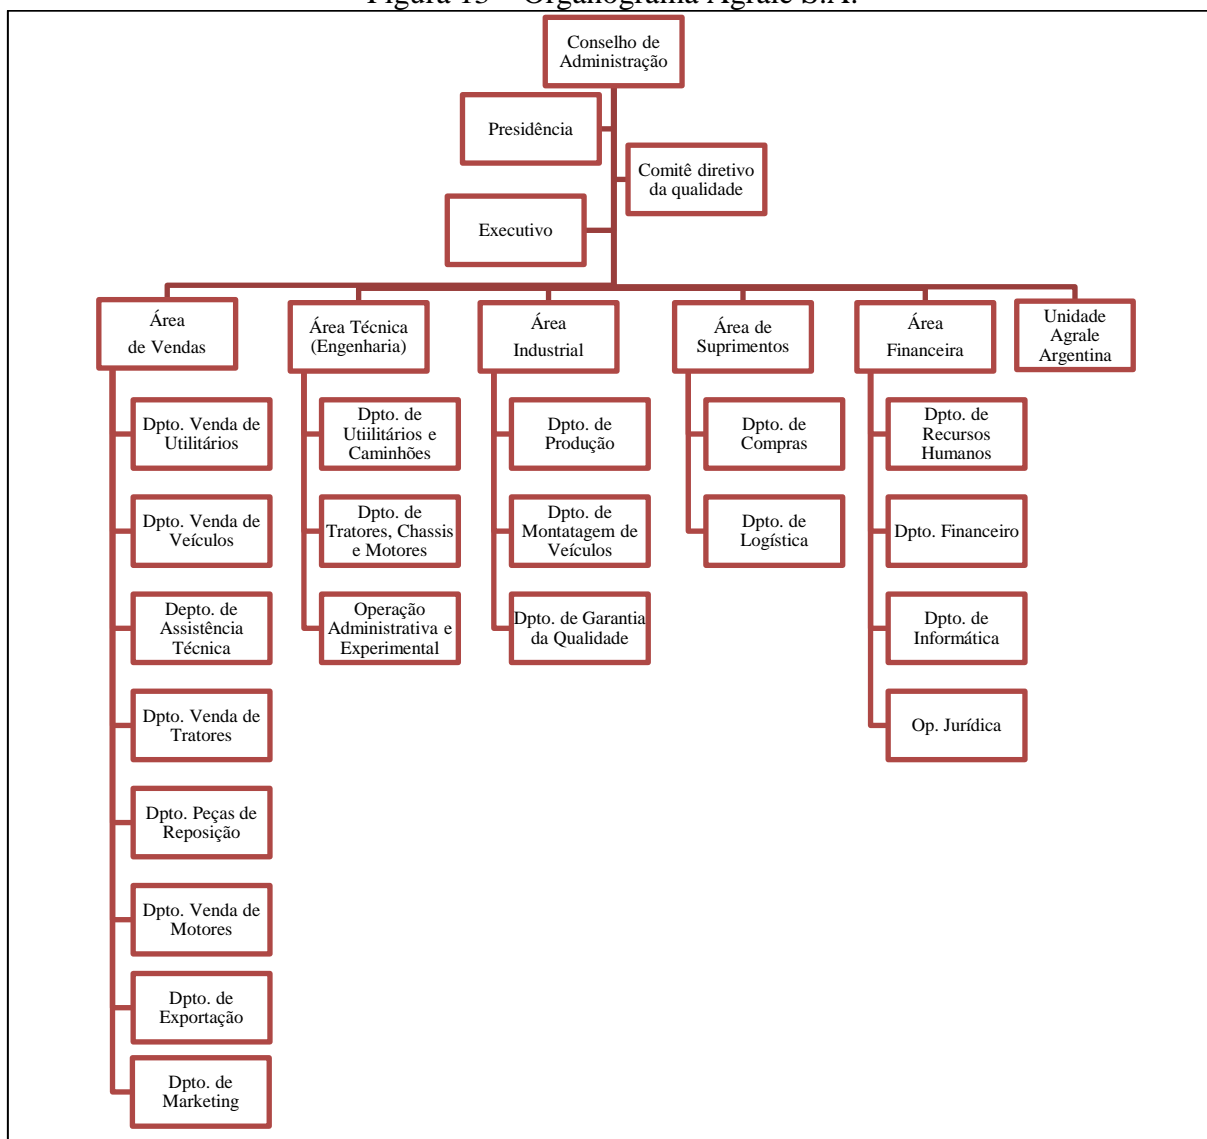 Figura 13 – Organograma Agrale S.A.
Conselho de
Administração
Presidência
Comitê diretivo
da qualidade
Executivo
Área
de Vendas
Dpto. Venda de
Utilitários
Dpto. Venda de
Veículos
Depto. de
Assistência
Técnica
Dpto. Venda de
Tratores
Dpto. Peças de
Reposição
Dpto. Venda de
Motores
Dpto. de
Exportação
Dpto. de
Marketing
Área Técnica
(Engenharia)
Dpto. de
Utiilitários e
Caminhões
Dpto. de
Tratores, Chassis
e Motores
Operação
Administrativa e
Experimental
Área
Industrial
Dpto. de
Produção
Dpto. de
Montatagem de
Veículos
Dpto. de Garantia
da Qualidade
Área de
Suprimentos
Dpto. de
Compras
Dpto. de
Logística
Área
Financeira
Dpto. de
Recursos
Humanos
Dpto. Financeiro
Dpto. de
Informática
Op. Jurídica
Unidade
Agrale
Argentina